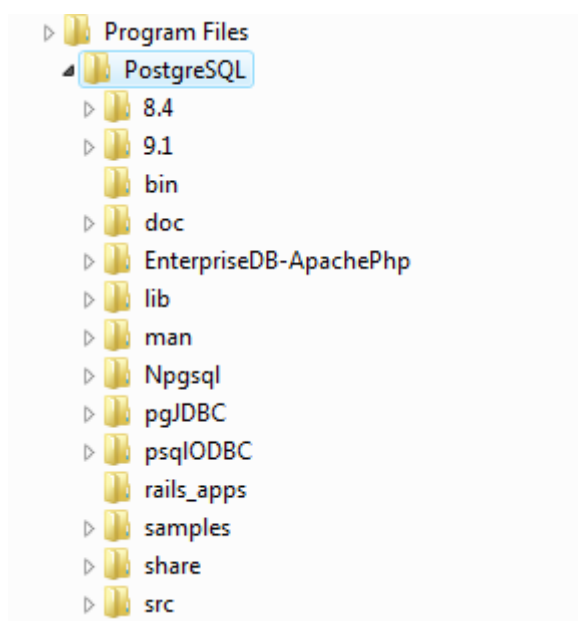 Program Files
PostgreSQL
8.4
9.1
bin
doc
EnterpriseDB-ApachePhp
lib
man
Npgsql
pgJDBC
psqlODBC
rails_apps
samples
share
src